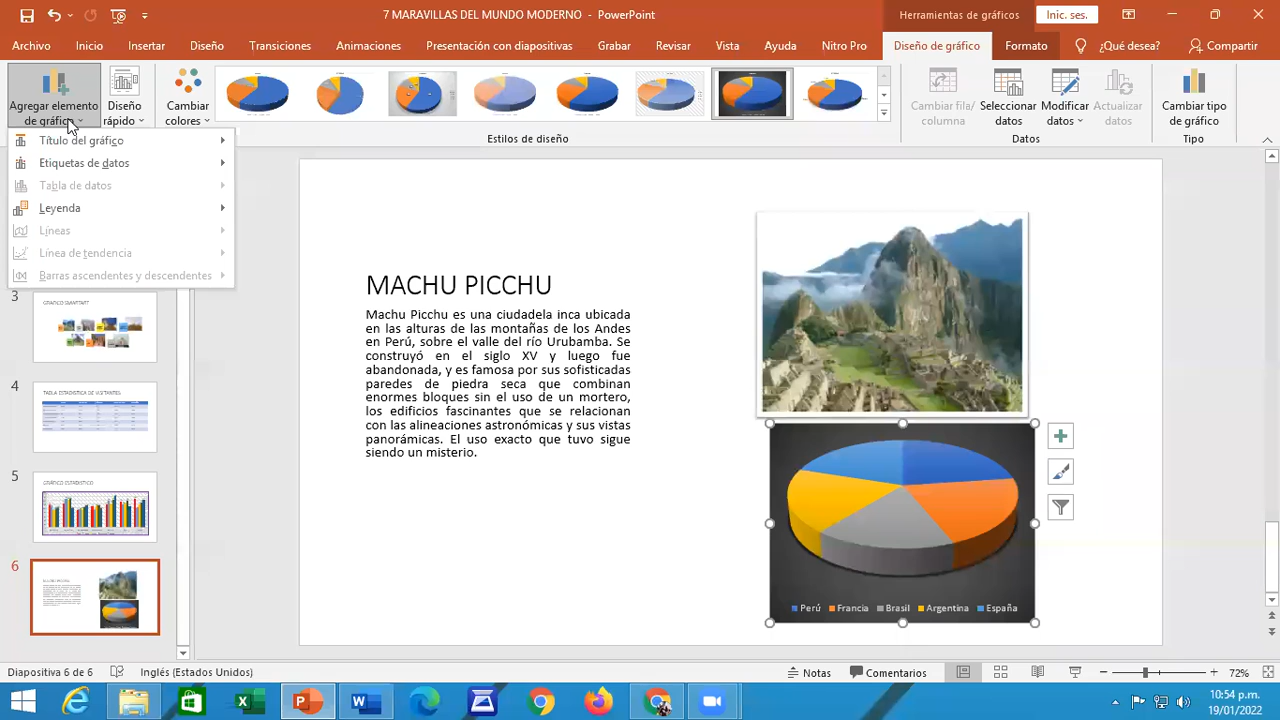 7 MARAVILLAS DEL MUNDO MODERNO - PowerPoint
Herramientas de gráficos
Inic. ses.
Archivo Inicio Insertar Diseño Transiciones Animaciones Presentación con diapositivas Grabar Revisar Vista Ayuda Nitro Pro Diseño de gráfico Formato ¿Qué desea? Compartir
Agregar elemento de gráfico
Diseño rápido
Cambiar colores
Estilos de diseño
Cambiar fila/ columna
Seleccionar datos
Modificar datos
Actualizar datos
Datos
Cambiar tipo de gráfico
Tipo
Título del gráfico
Etiquetas de datos
Tabla de datos
Leyenda
Líneas
Línea de tendencia
Barras ascendentes y descendentes
3
GRAFICO SMARTART
4
TABLA ESTADISTICA DE VISITANTES
5
GRÁFICO ESTADISTICO
6
MACHU PICCHU
Machu Picchu es una ciudadela inca ubicada
en las alturas de las montañas de los Andes
en Perú, sobre el valle del río Urubamba. Se
construyó en el siglo XV y luego fue
abandonada, y es famosa por sus sofisticadas
paredes de piedra seca que combinan
enormes bloques sin el uso de un mortero,
los edificios fascinantes que se relacionan
con las alineaciones astronómicas y sus vistas
panorámicas. El uso exacto que tuvo sigue
siendo un misterio.
Perú Francia Brasil Argentina España
Diapositiva 6 de 6 Inglés (Estados Unidos) Notas Comentarios 72%
10:54 p.m.
19/01/2022